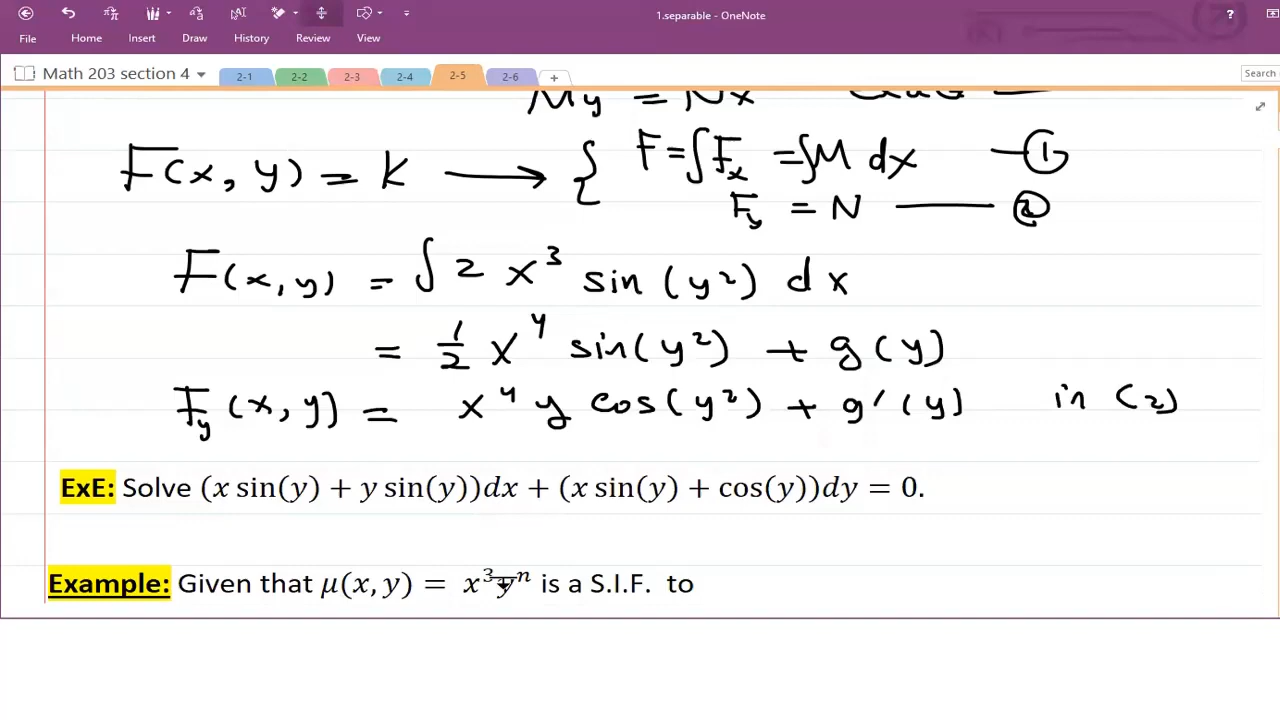 1.separable - OneNote
?
File Home Insert Draw History Review View
Math 203 section 4
2-1 2-2 2-3 2-4 2-5 2-6 +
Search
My = Nx
F(x, y) = K → { F = ∫Fx = ∫M dx — ①
Fy = N — ②
F(x,y) = ∫ 2 x³ sin (y²) dx
= 1/2 x⁴ sin(y²) + g(y)
Fy (x, y) = x⁴ y cos(y²) + g'(y) in (2)
ExE: Solve (x sin(y) + y sin(y))dx + (x sin(y) + cos(y))dy = 0.
Example: Given that μ(x, y) = x³yⁿ is a S.I.F. to